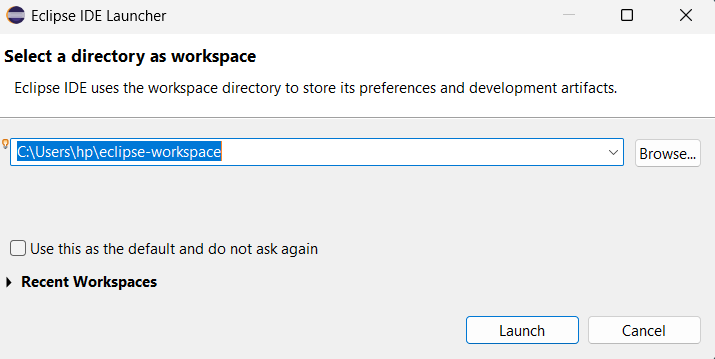 Eclipse IDE Launcher
Select a directory as workspace
Eclipse IDE uses the workspace directory to store its preferences and development artifacts.
C:\Users\hp\eclipse-workspace
Browse...
Use this as the default and do not ask again
Recent Workspaces
Launch
Cancel